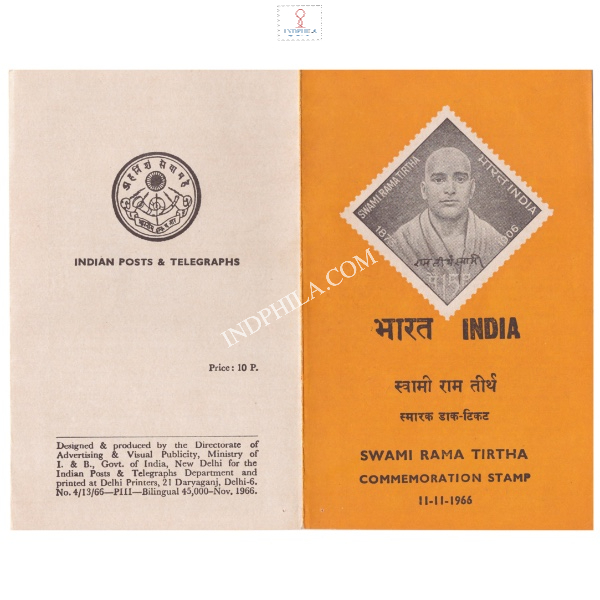 INDPHILA
अहर्निशं सेवामहे
INDIAN POSTS & TELEGRAPHS
Price : 10 P.
Designed & produced by the Directorate of
Advertising & Visual Publicity, Ministry of
I. & B., Govt. of India, New Delhi for the
Indian Posts & Telegraphs Department and
printed at Delhi Printers, 21 Daryaganj, Delhi-6.
No. 4/13/66—PIII—Bilingual 45,000-Nov. 1966.
SWAMI RAMA TIRTHA
भारत INDIA
1906
राम तीर्थ स्वामी
15
भारत INDIA
स्वामी राम तीर्थ
स्मारक डाक-टिकट
SWAMI RAMA TIRTHA
COMMEMORATION STAMP
11-11-1966
INDPHILA.COM